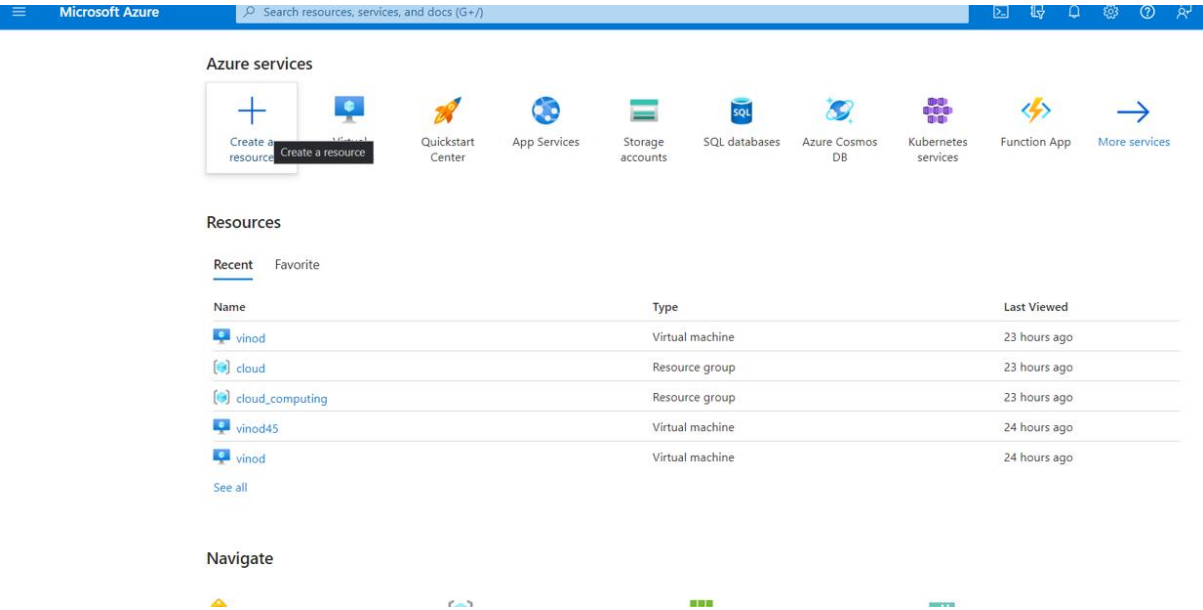 Microsoft Azure
Search resources, services, and docs (G+/)
Azure services
Create a
resource
Create a resource
Quickstart
Center
App Services
Storage
accounts
SQL
SQL databases
Azure Cosmos
DB
Kubernetes
services
Function App
More services
Resources
Recent Favorite
Name Type Last Viewed
vinod Virtual machine 23 hours ago
cloud Resource group 23 hours ago
cloud_computing Resource group 23 hours ago
vinod45 Virtual machine 24 hours ago
vinod Virtual machine 24 hours ago
See all
Navigate